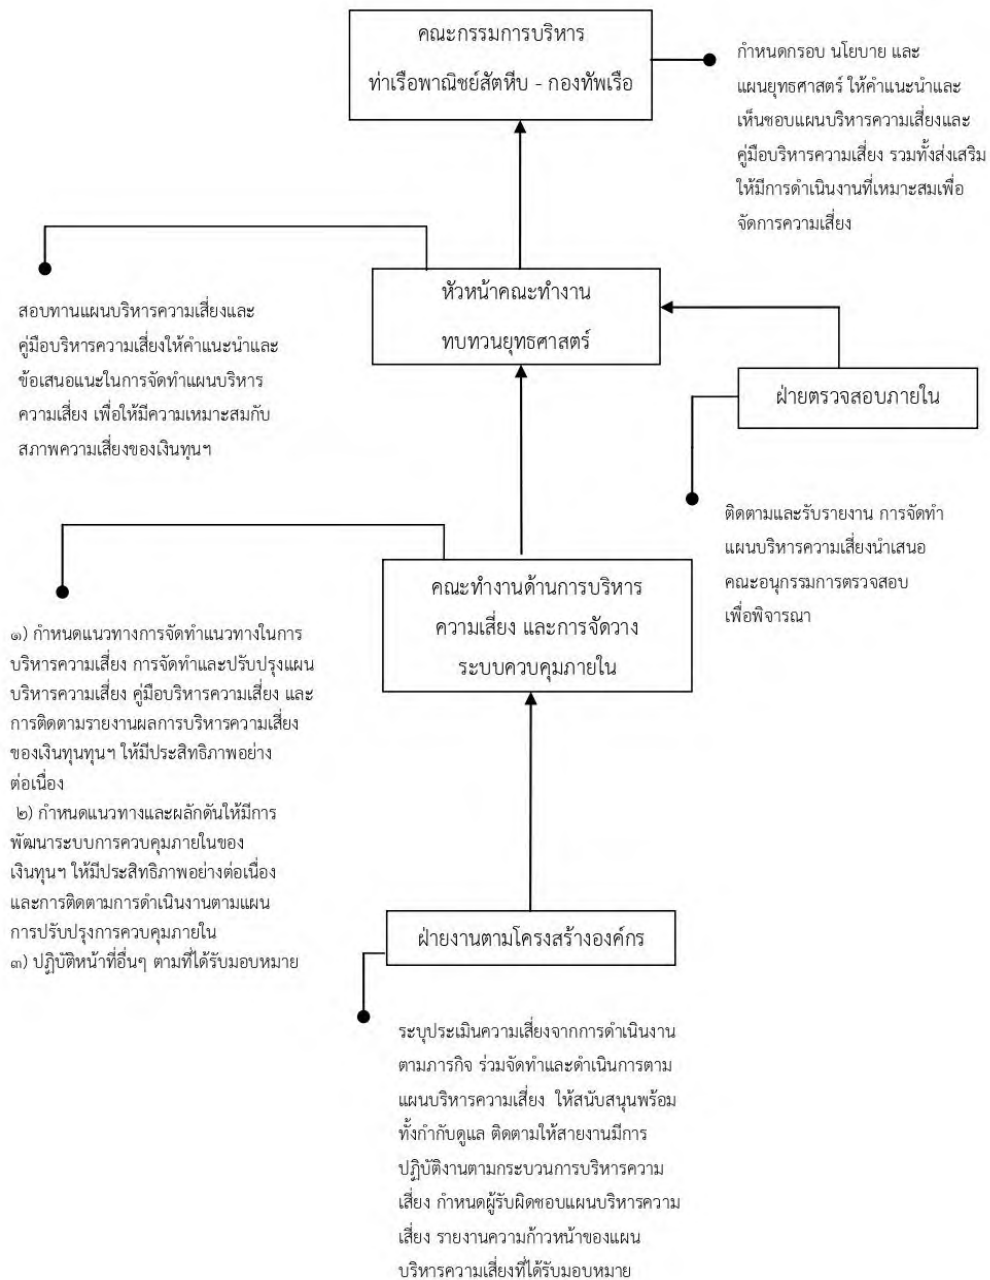 คณะกรรมการบริหาร
ท่าเรือพาณิชย์สัตหีบ - กองทัพเรือ
กำหนดกรอบ นโยบาย และ
แผนยุทธศาสตร์ ให้คำแนะนำและ
เห็นชอบแผนบริหารความเสี่ยงและ
คู่มือบริหารความเสี่ยง รวมทั้งส่งเสริม
ให้มีการดำเนินงานที่เหมาะสมเพื่อ
จัดการความเสี่ยง
หัวหน้าคณะทำงาน
ทบทวนยุทธศาสตร์
สอบทานแผนบริหารความเสี่ยงและ
คู่มือบริหารความเสี่ยงให้คำแนะนำและ
ข้อเสนอแนะในการจัดทำแผนบริหาร
ความเสี่ยง เพื่อให้มีความเหมาะสมกับ
สภาพความเสี่ยงของเงินทุนฯ
ฝ่ายตรวจสอบภายใน
ติดตามและรับรายงาน การจัดทำ
แผนบริหารความเสี่ยงนำเสนอ
คณะอนุกรรมการตรวจสอบ
เพื่อพิจารณา
คณะทำงานด้านการบริหาร
ความเสี่ยง และการจัดวาง
ระบบควบคุมภายใน
๑) กำหนดแนวทางการจัดทำแนวทางในการ
บริหารความเสี่ยง การจัดทำและปรับปรุงแผน
บริหารความเสี่ยง คู่มือบริหารความเสี่ยง และ
การติดตามรายงานผลการบริหารความเสี่ยง
ของเงินทุนทุนฯ ให้มีประสิทธิภาพอย่าง
ต่อเนื่อง
๒) กำหนดแนวทางและผลักดันให้มีการ
พัฒนาระบบการควบคุมภายในของ
เงินทุนฯ ให้มีประสิทธิภาพอย่างต่อเนื่อง
และการติดตามการดำเนินงานตามแผน
การปรับปรุงการควบคุมภายใน
๓) ปฏิบัติหน้าที่อื่นๆ ตามที่ได้รับมอบหมาย
ฝ่ายงานตามโครงสร้างองค์กร
ระบุประเมินความเสี่ยงจากการดำเนินงาน
ตามภารกิจ ร่วมจัดทำและดำเนินการตาม
แผนบริหารความเสี่ยง ให้สนับสนุนพร้อม
ทั้งกำกับดูแล ติดตามให้สายงานมีการ
ปฏิบัติงานตามกระบวนการบริหารความ
เสี่ยง กำหนดผู้รับผิดชอบแผนบริหารความ
เสี่ยง รายงานความก้าวหน้าของแผน
บริหารความเสี่ยงที่ได้รับมอบหมาย